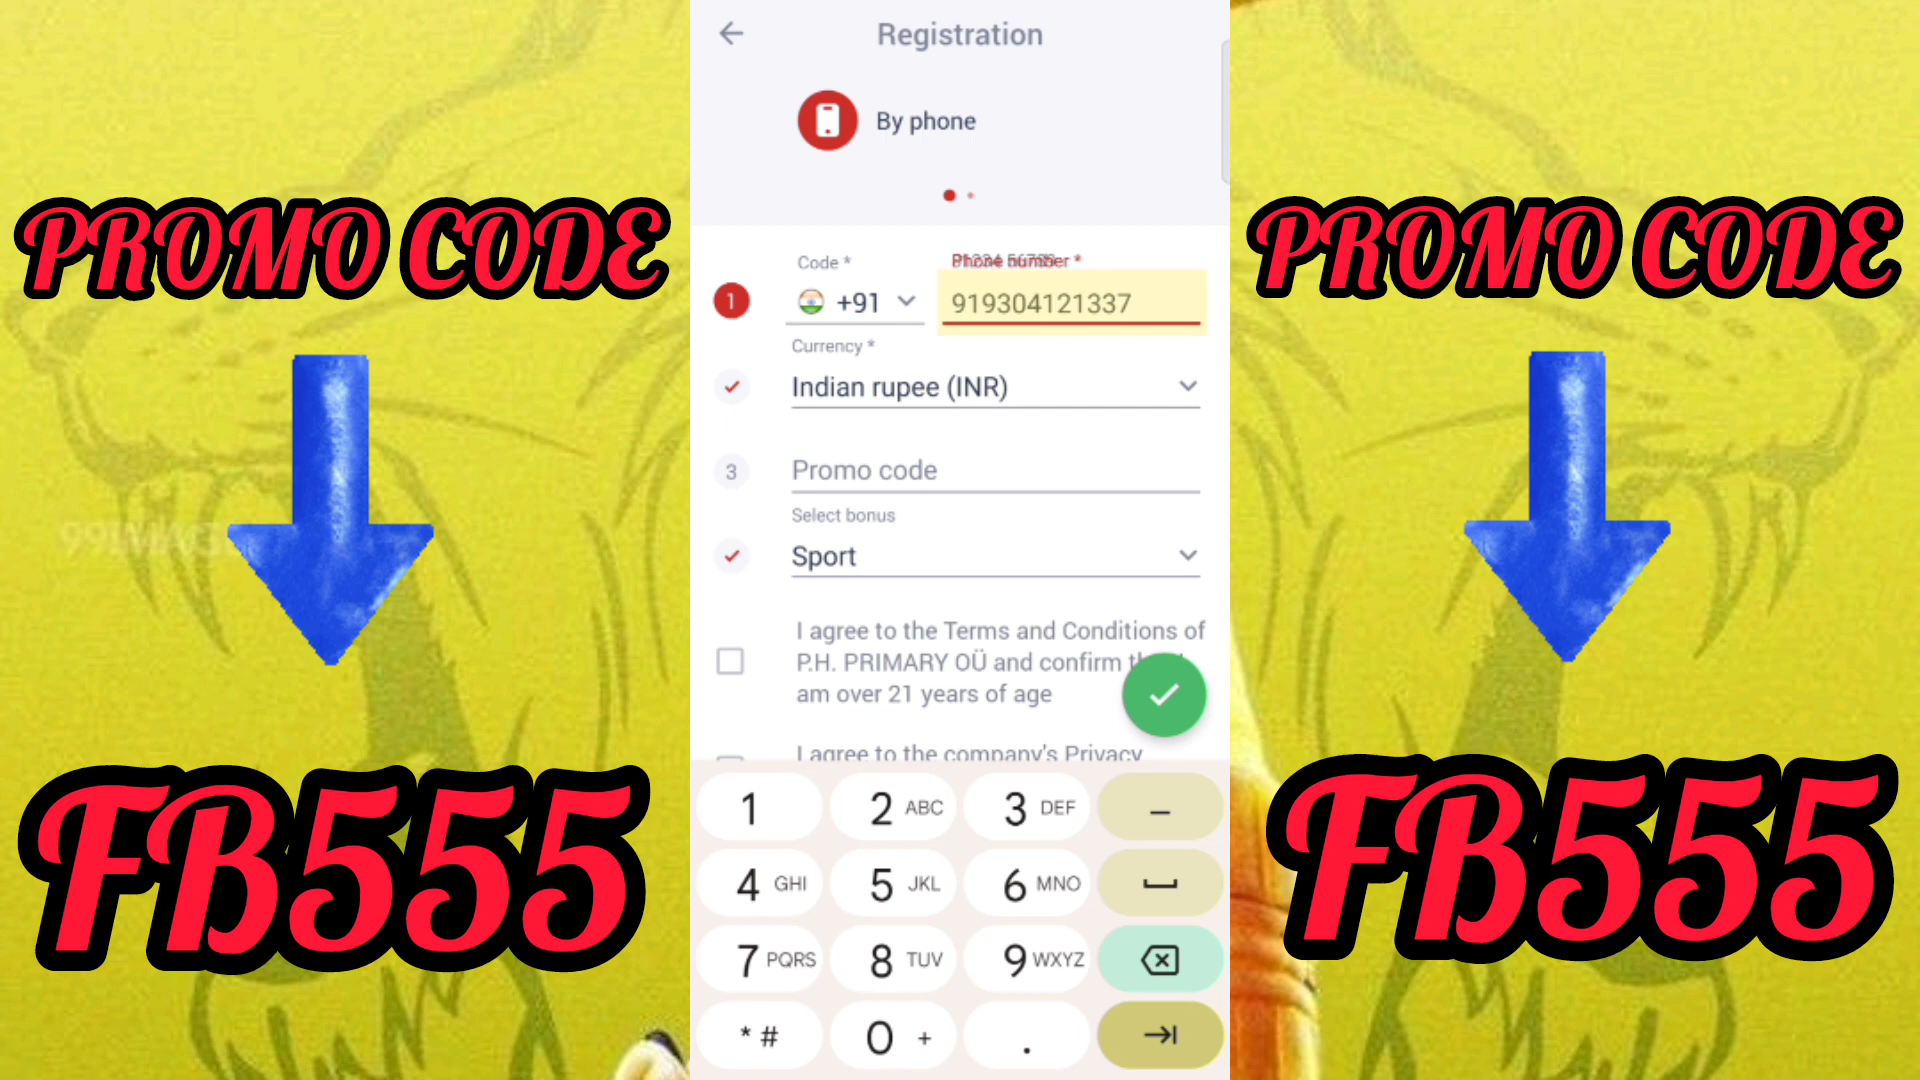 PROMO CODE
FB555
99IMAG
Registration
By phone
Code *
Phone number *
1
+91
919304121337
Currency *
Indian rupee (INR)
3
Promo code
Select bonus
Sport
I agree to the Terms and Conditions of
P.H. PRIMARY OÜ and confirm
am over 21 years of age
I agree to the company's Privacy
1 2 ABC 3 DEF –
4 GHI 5 JKL 6 MNO
7 PQRS 8 TUV 9 WXYZ
* # 0 + .
PROMO CODE
FB555